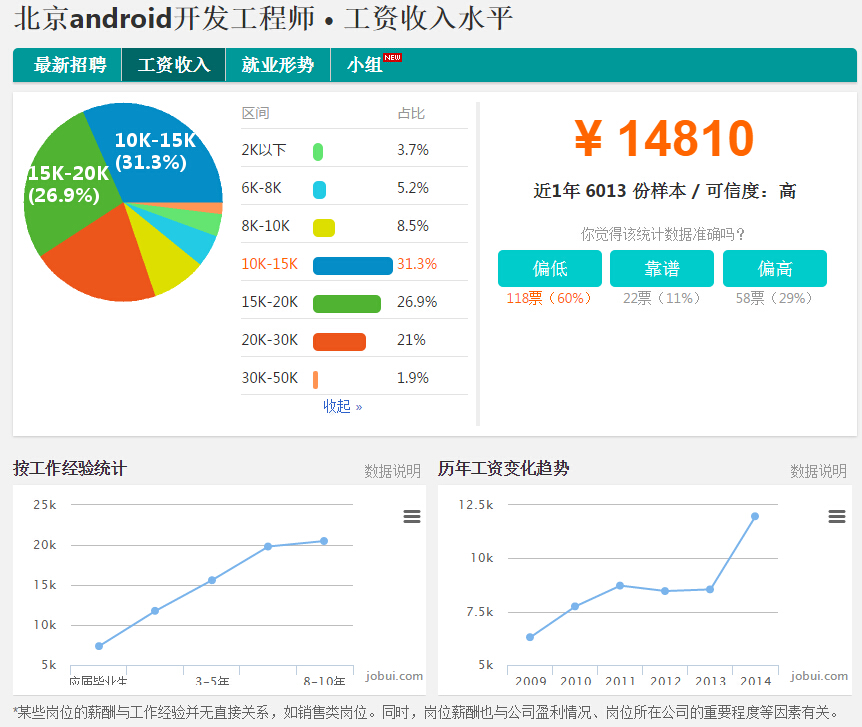 北京android开发工程师 • 工资收入水平
最新招聘 工资收入 就业形势 小组 NEW
10K-15K
(31.3%)
15K-20K
(26.9%)
区间 占比
2K以下 3.7%
6K-8K 5.2%
8K-10K 8.5%
10K-15K 31.3%
15K-20K 26.9%
20K-30K 21%
30K-50K 1.9%
收起 »
¥ 14810
近1年 6013 份样本 / 可信度：高
你觉得该统计数据准确吗？
偏低 靠谱 偏高
118票（60%） 22票（11%） 58票（29%）
按工作经验统计 数据说明
25k
20k
15k
10k
5k
应届毕业生 3-5年 8-10年
jobui.com
历年工资变化趋势 数据说明
12.5k
10k
7.5k
5k
2009 2010 2011 2012 2013 2014
jobui.com
*某些岗位的薪酬与工作经验并无直接关系，如销售类岗位。同时，岗位薪酬也与公司盈利情况、岗位所在公司的重要程度等因素有关。